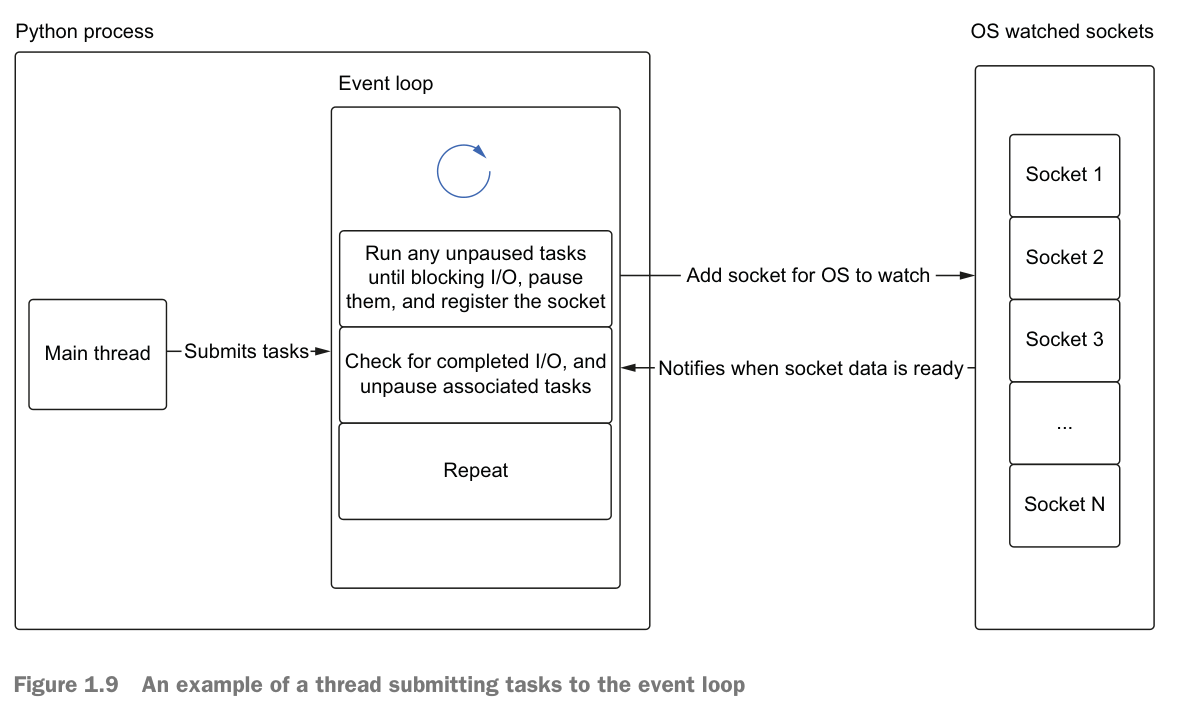 Python process
OS watched sockets
Event loop
Run any unpaused tasks
until blocking I/O, pause
them, and register the socket
Main thread
Submits tasks
Check for completed I/O, and
unpause associated tasks
Repeat
Add socket for OS to watch
Notifies when socket data is ready
Socket 1
Socket 2
Socket 3
...
Socket N
Figure 1.9 An example of a thread submitting tasks to the event loop